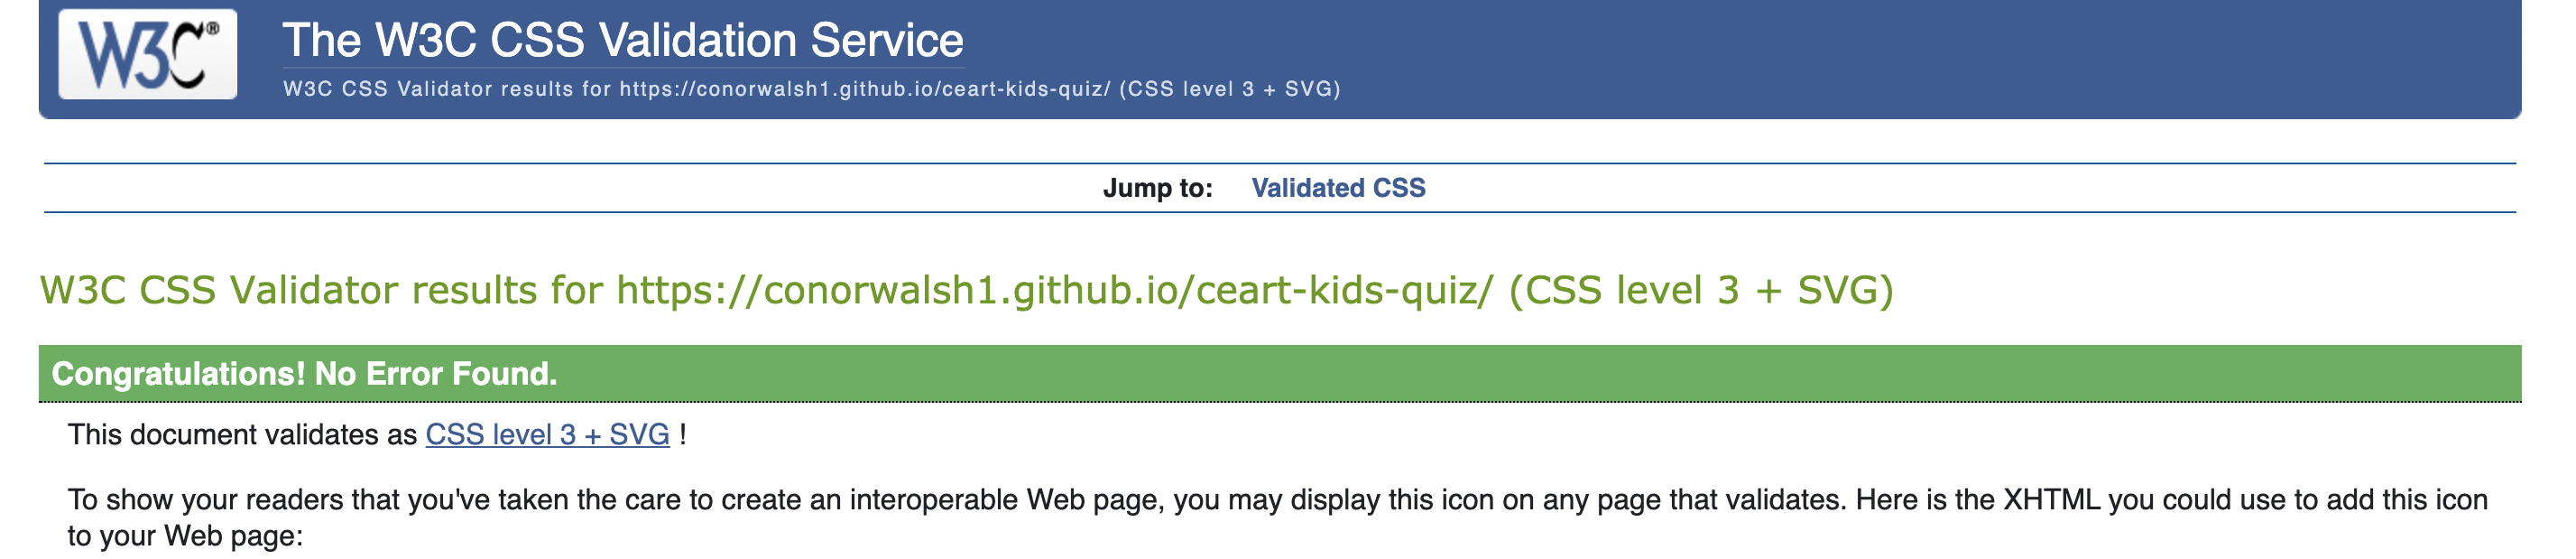 W3C®
The W3C CSS Validation Service
W3C CSS Validator results for https://conorwalsh1.github.io/ceart-kids-quiz/ (CSS level 3 + SVG)
Jump to: Validated CSS
W3C CSS Validator results for https://conorwalsh1.github.io/ceart-kids-quiz/ (CSS level 3 + SVG)
Congratulations! No Error Found.
This document validates as CSS level 3 + SVG !
To show your readers that you've taken the care to create an interoperable Web page, you may display this icon on any page that validates. Here is the XHTML you could use to add this icon
to your Web page: